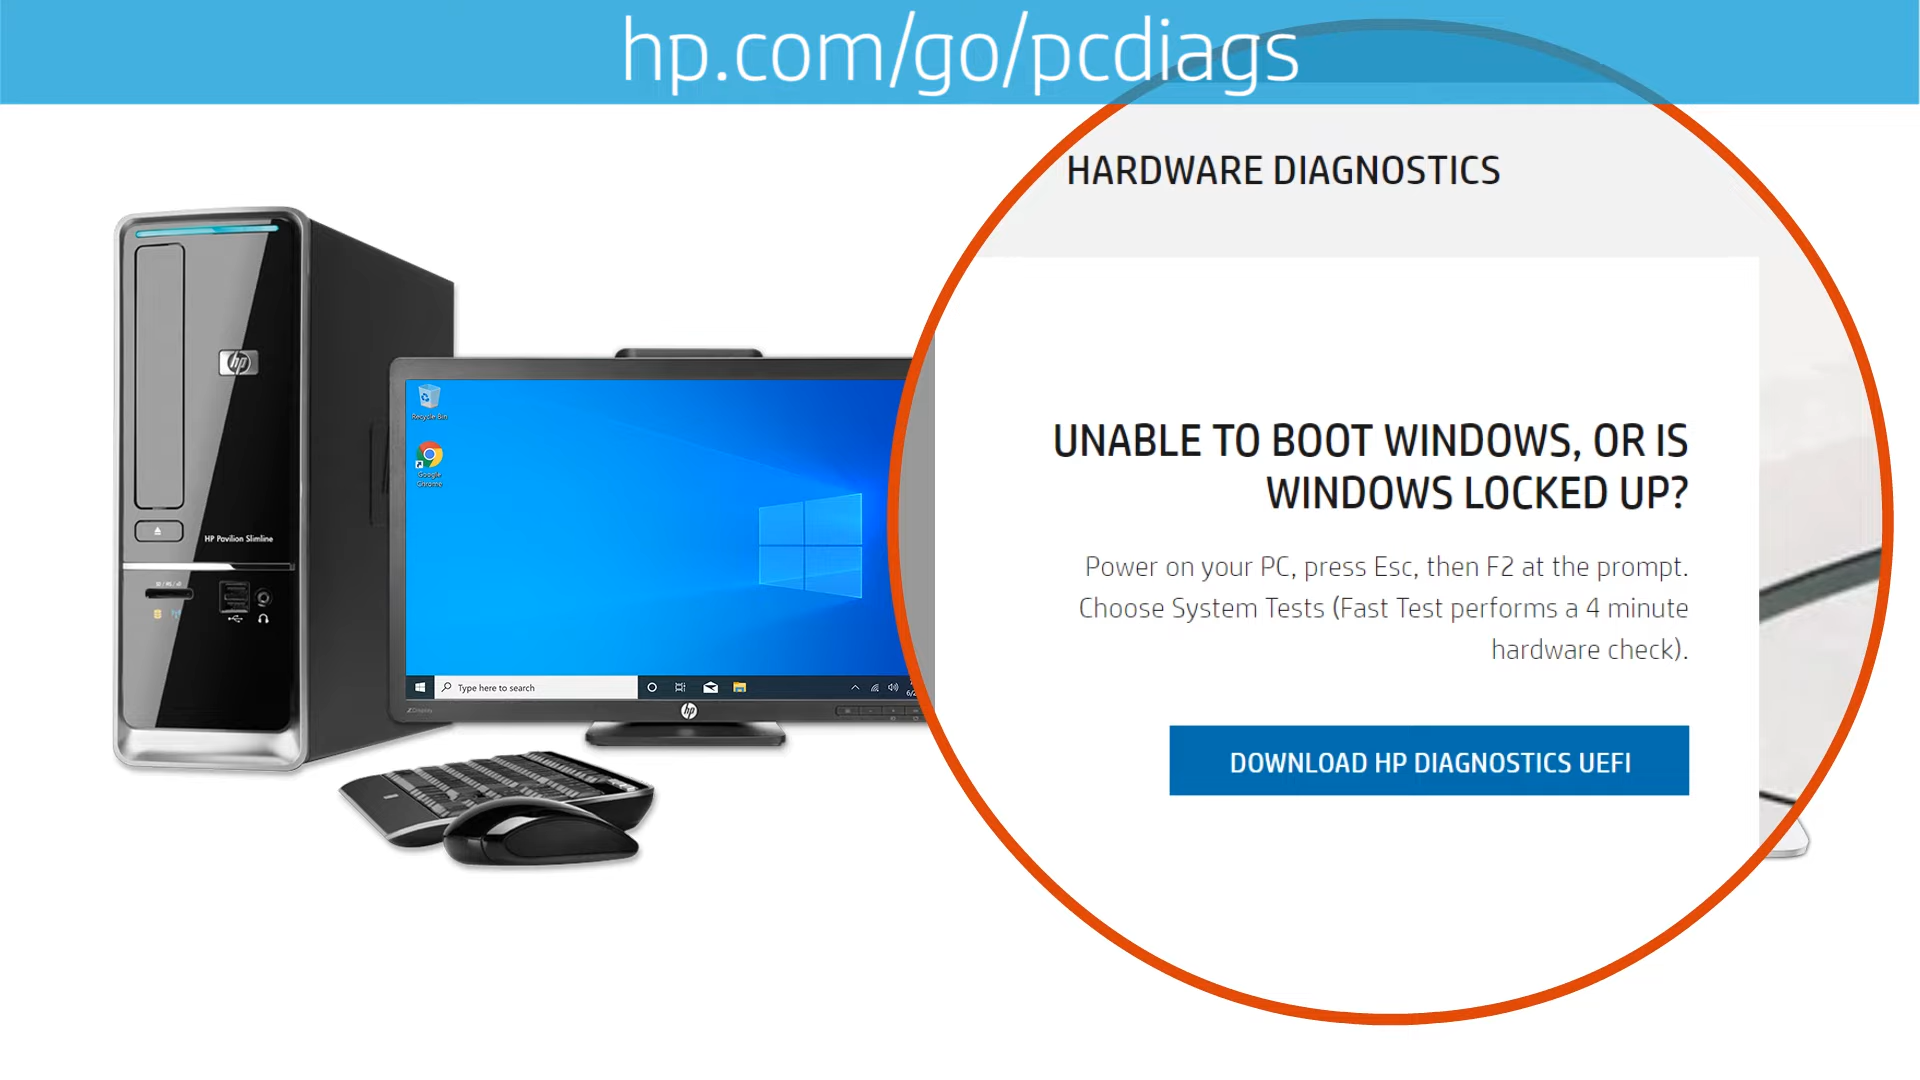 hp.com/go/pcdiags
HARDWARE DIAGNOSTICS
UNABLE TO BOOT WINDOWS, OR IS
WINDOWS LOCKED UP?
Power on your PC, press Esc, then F2 at the prompt.
Choose System Tests (Fast Test performs a 4 minute
hardware check).
DOWNLOAD HP DIAGNOSTICS UEFI
hp
HP Pavilion Slimline
Recycle Bin
Google
Chrome
Type here to search
hp